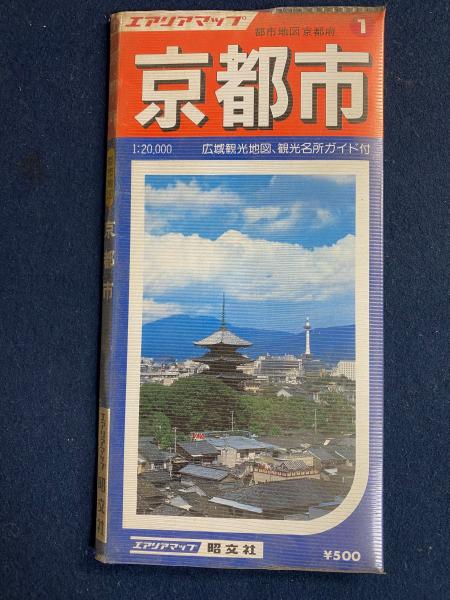 エアリアマップ
都市地図 京都府 1
京都市
1:20,000 広域観光地図、観光名所ガイド付
京都市
エアリアマップ 昭文社
エアリアマップ 昭文社
¥500